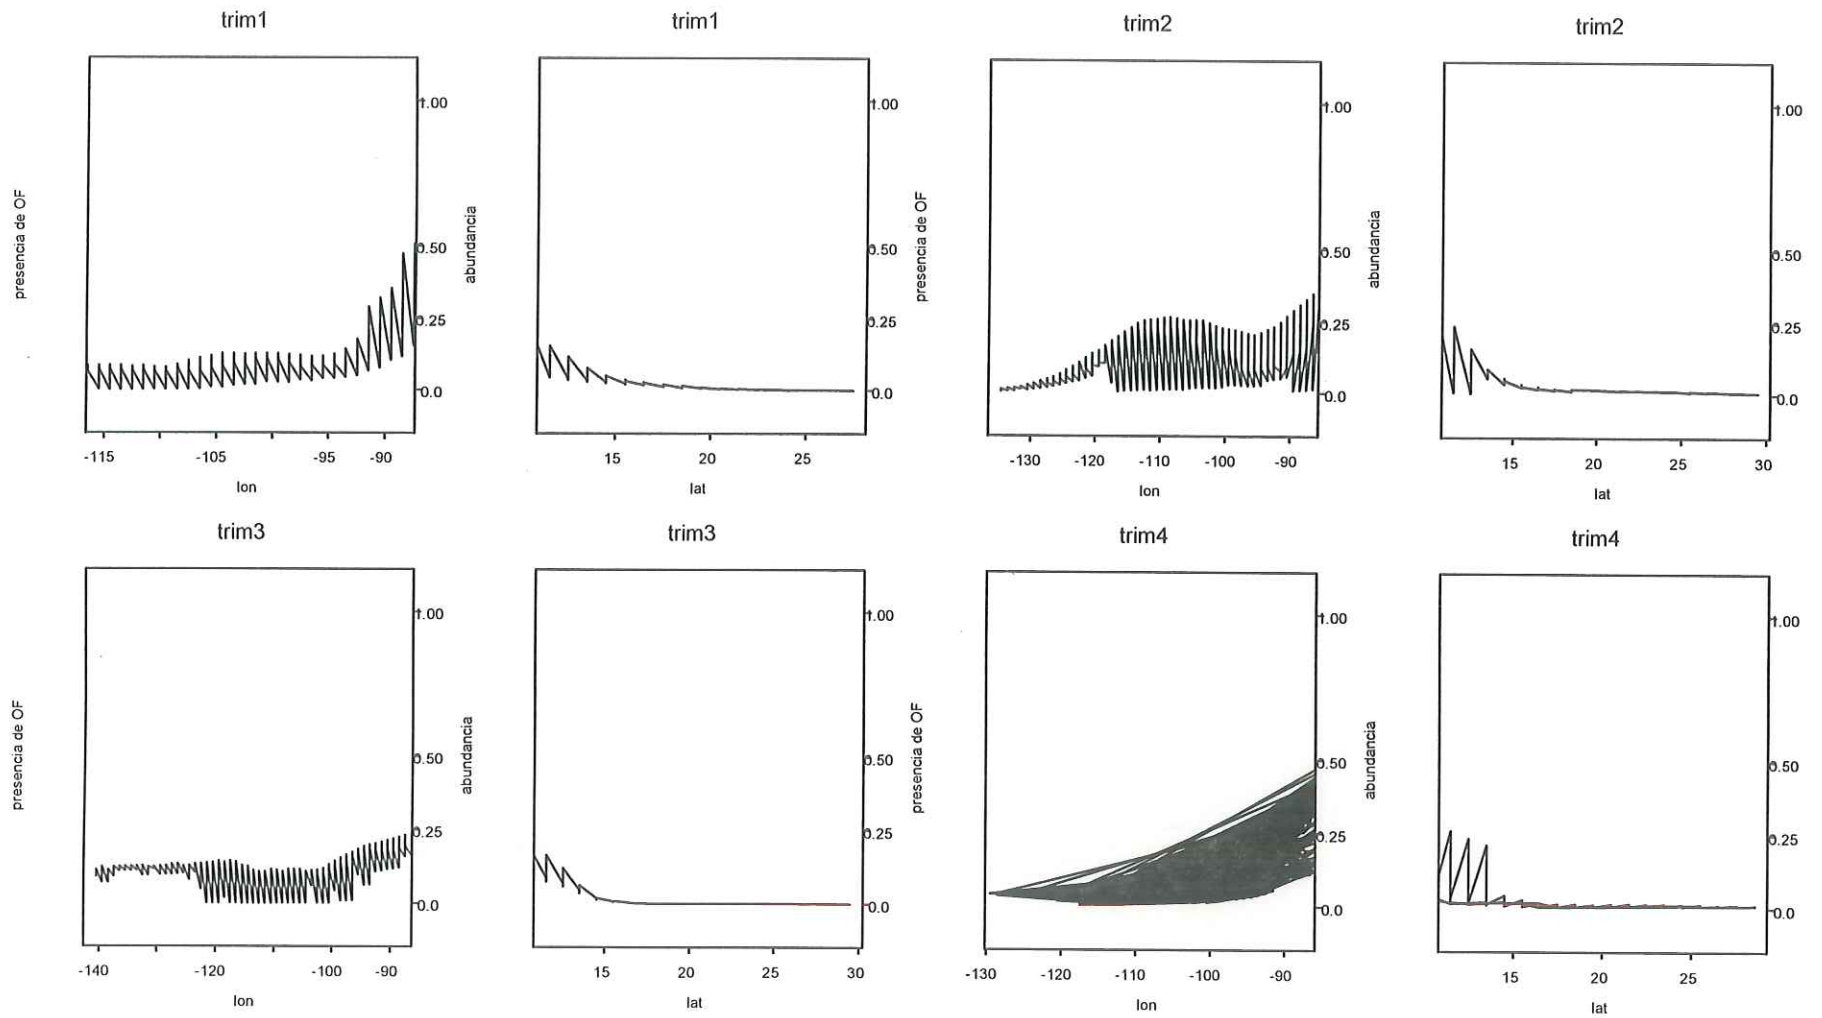 trim1
trim1
trim2
trim2
presencia de OF
1.00
0.50
0.25
0.0
-115
-105
-95
-90
lon
abundancia
1.00
0.50
0.25
0.0
15
20
25
lat
presencia de OF
1.00
0.50
0.25
0.0
-130
-120
-110
-100
-90
lon
abundancia
1.00
0.50
0.25
0.0
15
20
25
30
lat
trim3
trim3
trim4
trim4
presencia de OF
1.00
0.50
0.25
0.0
-140
-120
-100
-90
lon
abundancia
1.00
0.50
0.25
0.0
15
20
25
30
lat
presencia de OF
1.00
0.50
0.25
0.0
-130
-120
-110
-100
-90
lon
abundancia
1.00
0.50
0.25
0.0
15
20
25
lat